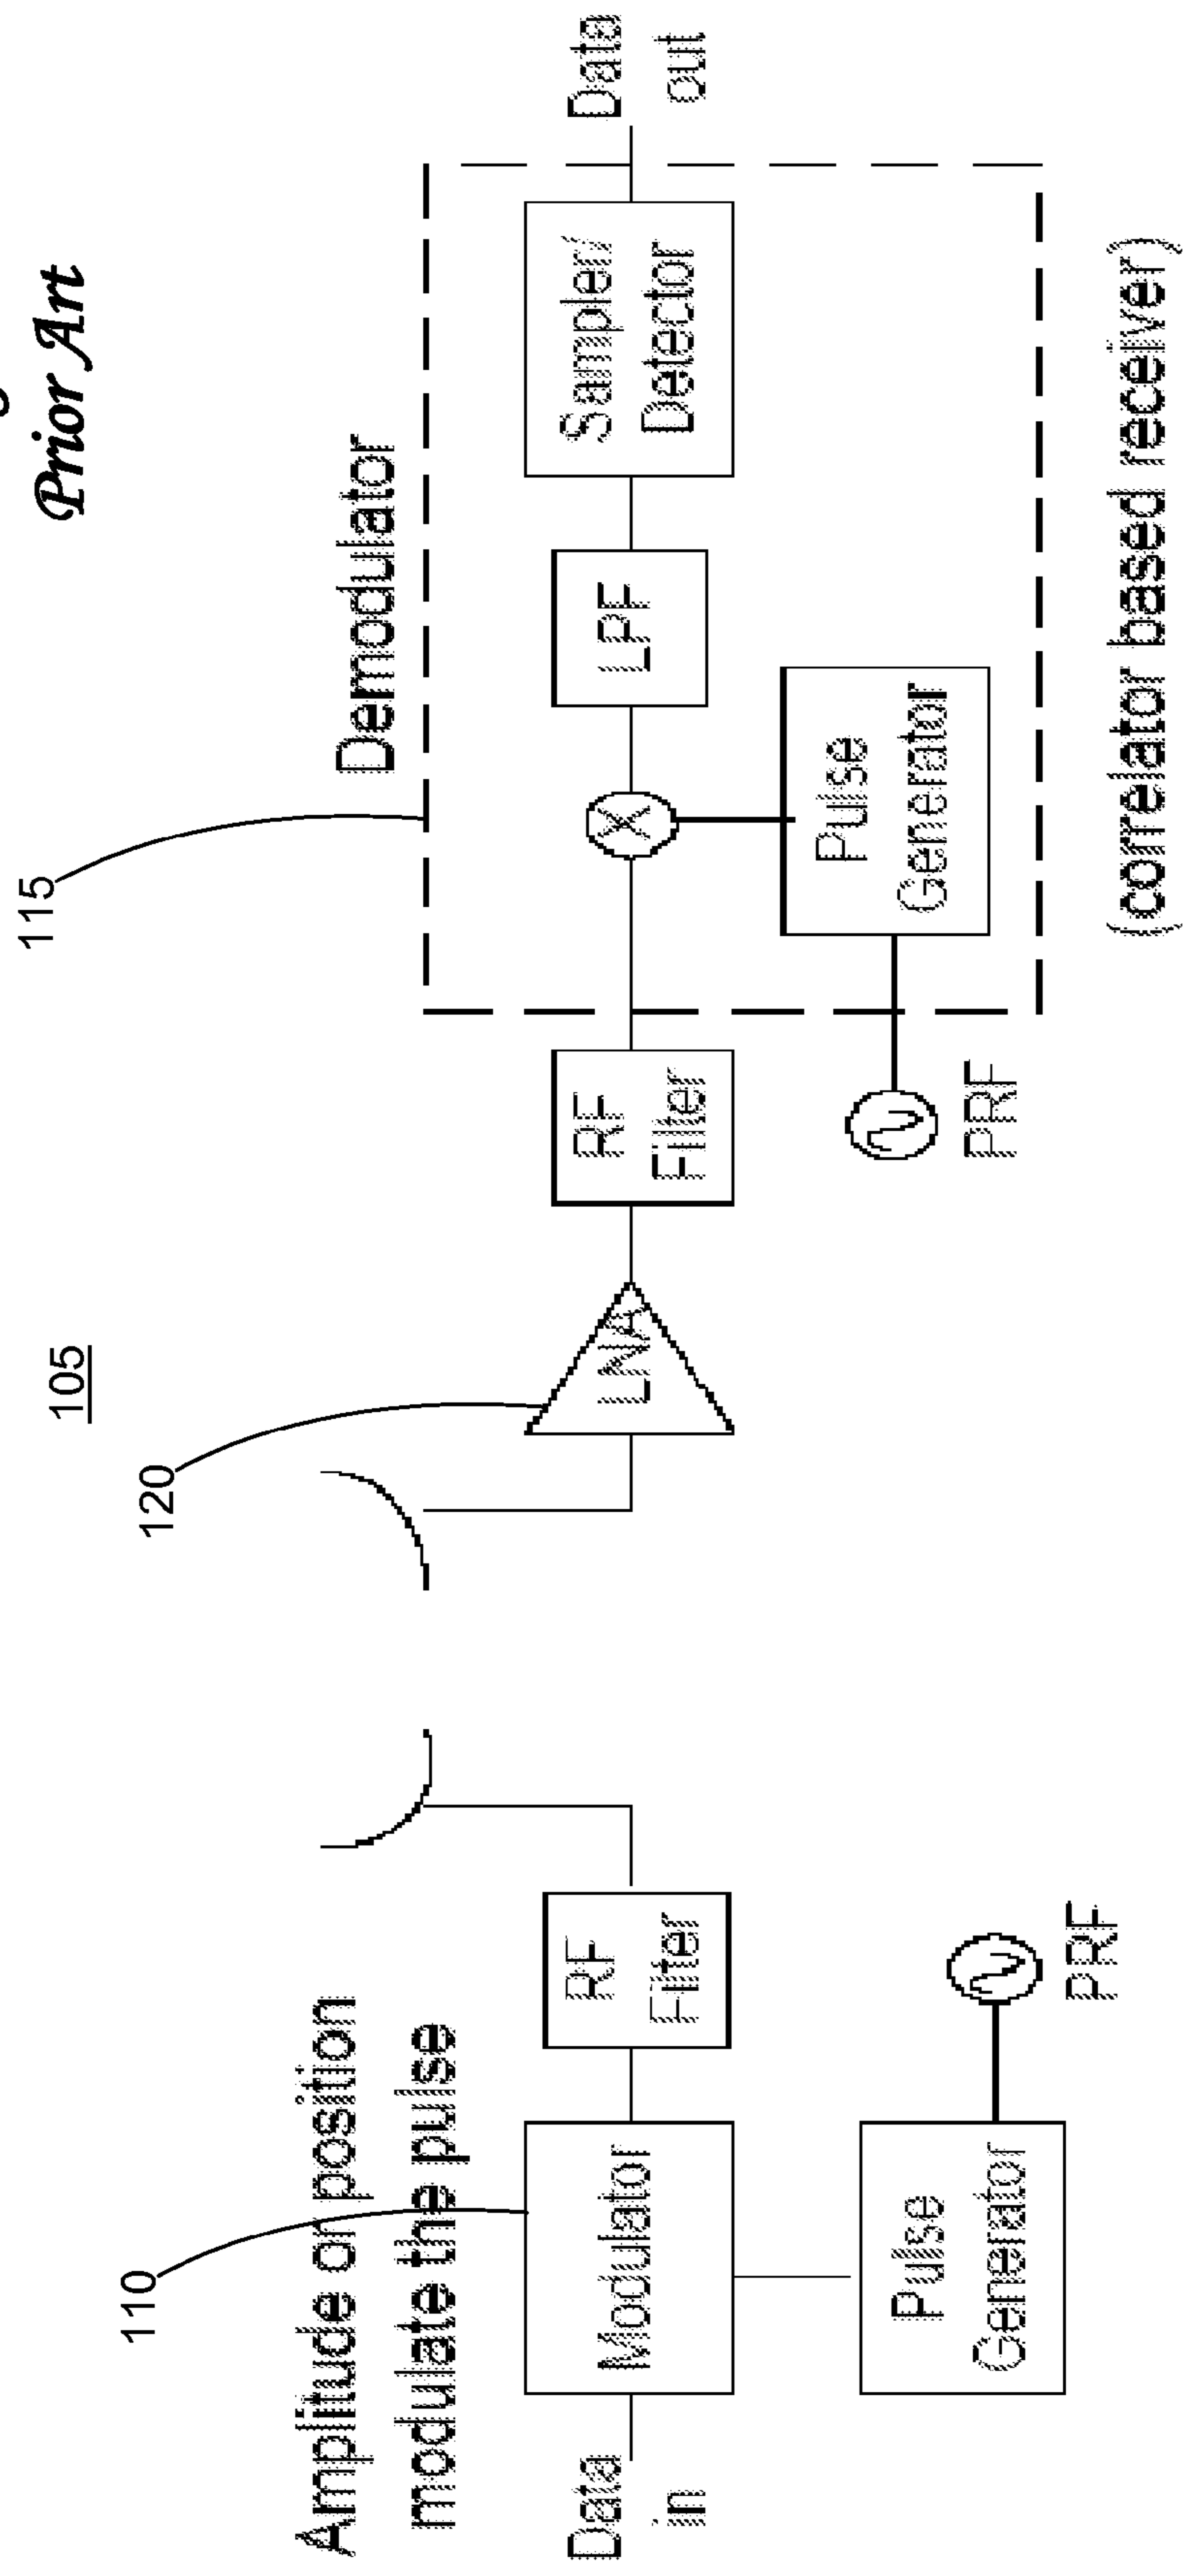 Prior Art
105
115
120
110
Amplitude or position
modulate the pulse
Data
in
Modulator
RF
Filter
Pulse
Generator
PRF
LNA
RF
Filter
Demodulator
LPF
Sampler/
Detector
Data
out
Pulse
Generator
PRF
X
(correlator based receiver)